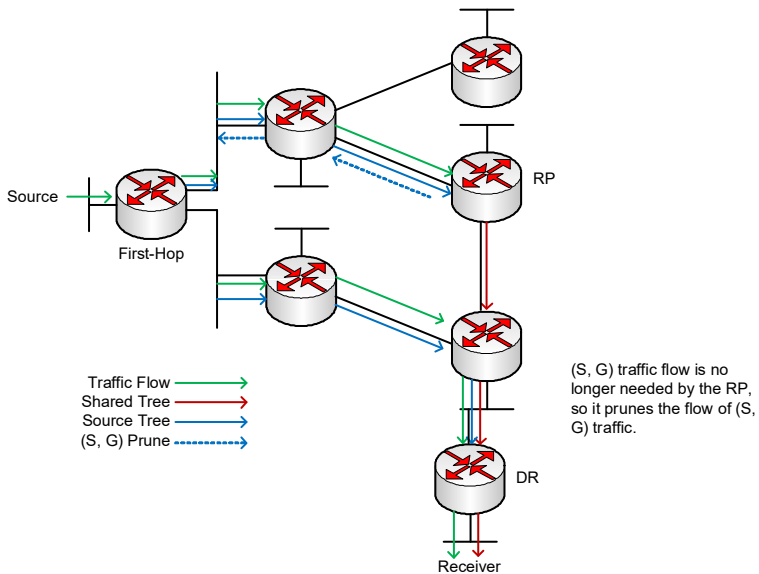 RP
Source
First-Hop
Traffic Flow
Shared Tree
Source Tree
(S, G) Prune
(S, G) traffic flow is no
longer needed by the RP,
so it prunes the flow of (S,
G) traffic.
DR
Receiver